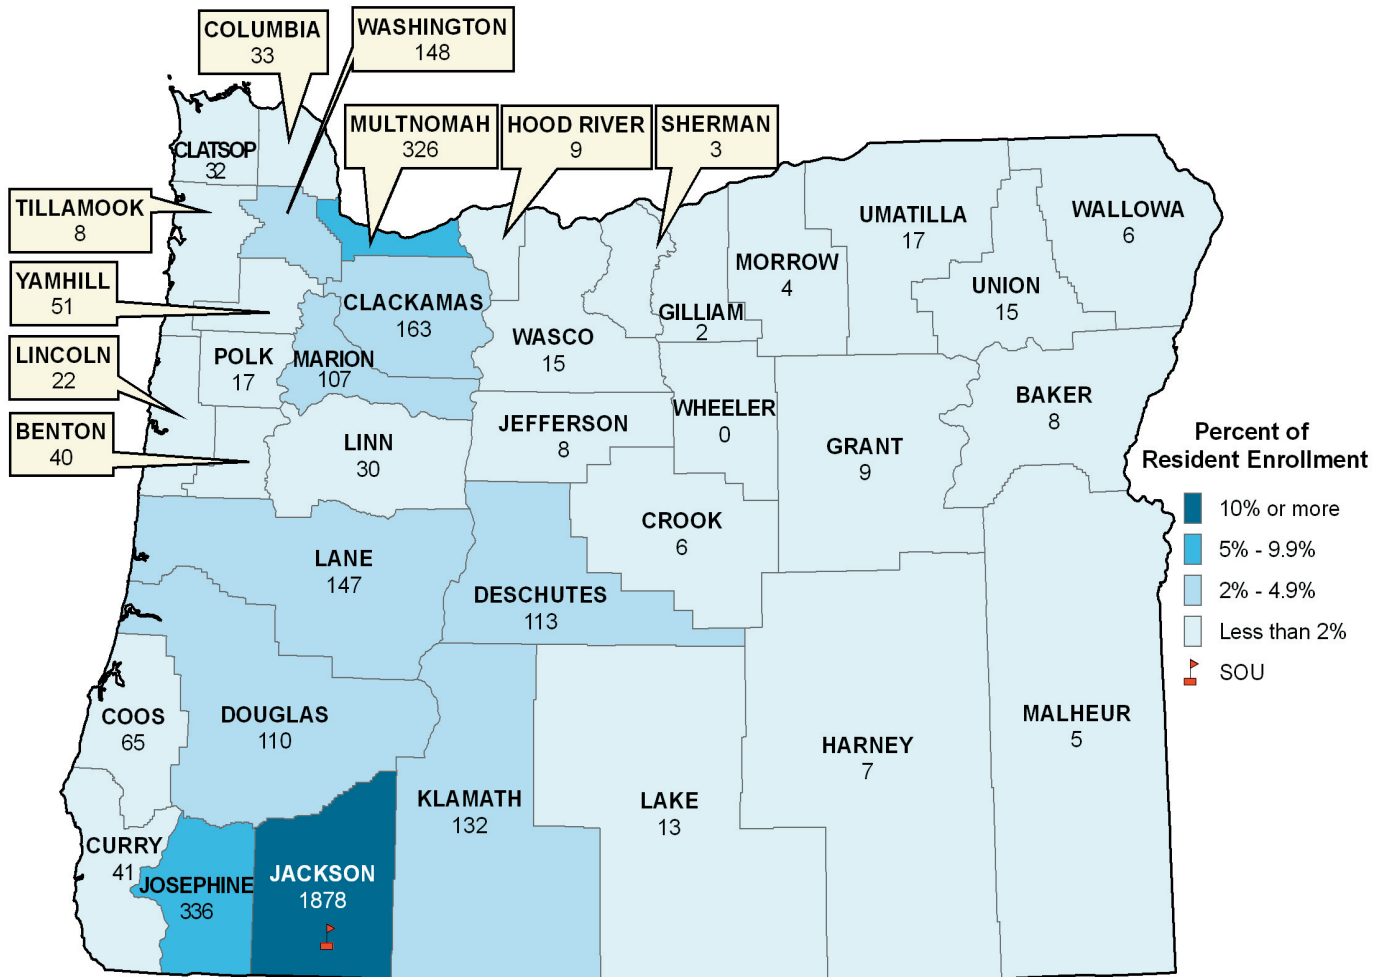 COLUMBIA
33
WASHINGTON
148
MULTNOMAH
326
HOOD RIVER
9
SHERMAN
3
CLATSOP
32
TILLAMOOK
8
YAMHILL
51
LINCOLN
22
BENTON
40
UMATILLA
17
WALLOWA
6
MORROW
4
UNION
15
GILLIAM
2
CLACKAMAS
163
WASCO
15
POLK
17
MARION
107
BAKER
8
JEFFERSON
8
WHEELER
0
LINN
30
GRANT
9
CROOK
6
LANE
147
DESCHUTES
113
COOS
65
DOUGLAS
110
HARNEY
7
MALHEUR
5
KLAMATH
132
LAKE
13
CURRY
41
JOSEPHINE
336
JACKSON
1878
Percent of
Resident Enrollment
10% or more
5% - 9.9%
2% - 4.9%
Less than 2%
SOU